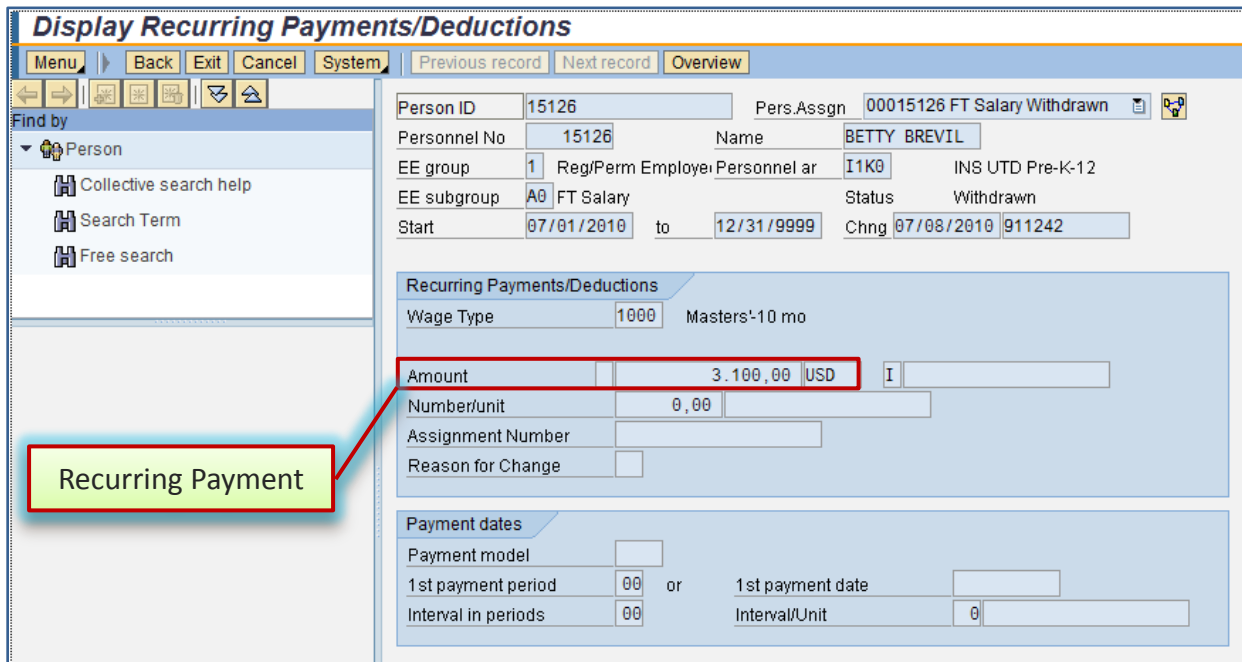 Display Recurring Payments/Deductions
Menu Back Exit Cancel System Previous record Next record Overview
Find by
Person
Collective search help
Search Term
Free search
Person ID 15126 Pers.Assgn 00015126 FT Salary Withdrawn
Personnel No 15126 Name BETTY BREVIL
EE group 1 Reg/Perm Employe Personnel ar I1K0 INS UTD Pre-K-12
EE subgroup A0 FT Salary Status Withdrawn
Start 07/01/2010 to 12/31/9999 Chng 07/08/2010 911242
Recurring Payments/Deductions
Wage Type 1000 Masters'-10 mo
Amount 3.100,00 USD I
Number/unit 0,00
Assignment Number
Reason for Change
Recurring Payment
Payment dates
Payment model
1st payment period 00 or 1st payment date
Interval in periods 00 Interval/Unit 0